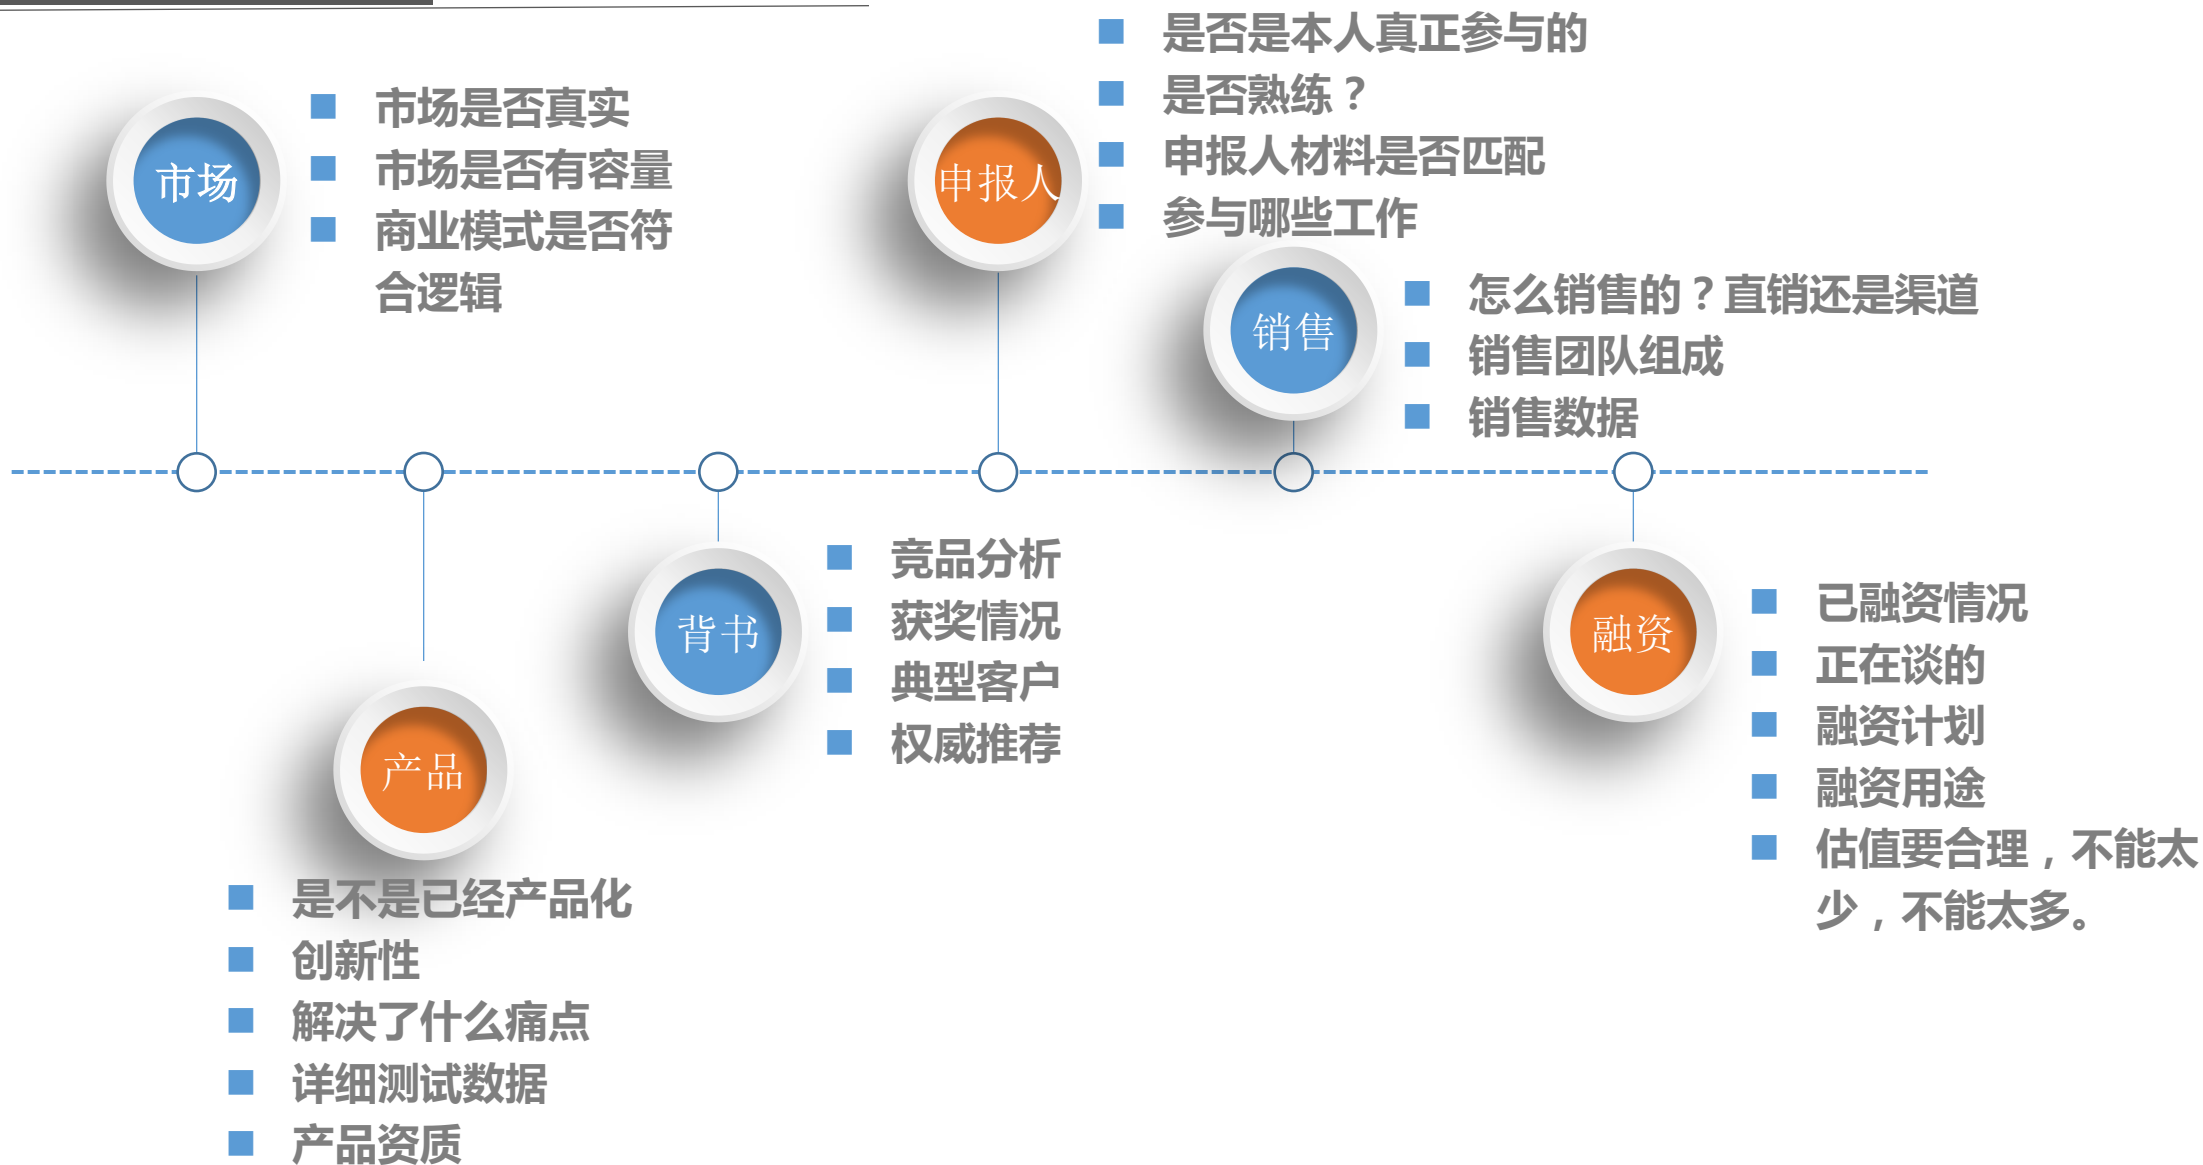 市场
市场是否真实
市场是否有容量
商业模式是否符
合逻辑
产品
是不是已经产品化
创新性
解决了什么痛点
详细测试数据
产品资质
背书
竞品分析
获奖情况
典型客户
权威推荐
申报人
是否是本人真正参与的
是否熟练？
申报人材料是否匹配
参与哪些工作
销售
怎么销售的？直销还是渠道
销售团队组成
销售数据
融资
已融资情况
正在谈的
融资计划
融资用途
估值要合理，不能太
少，不能太多。